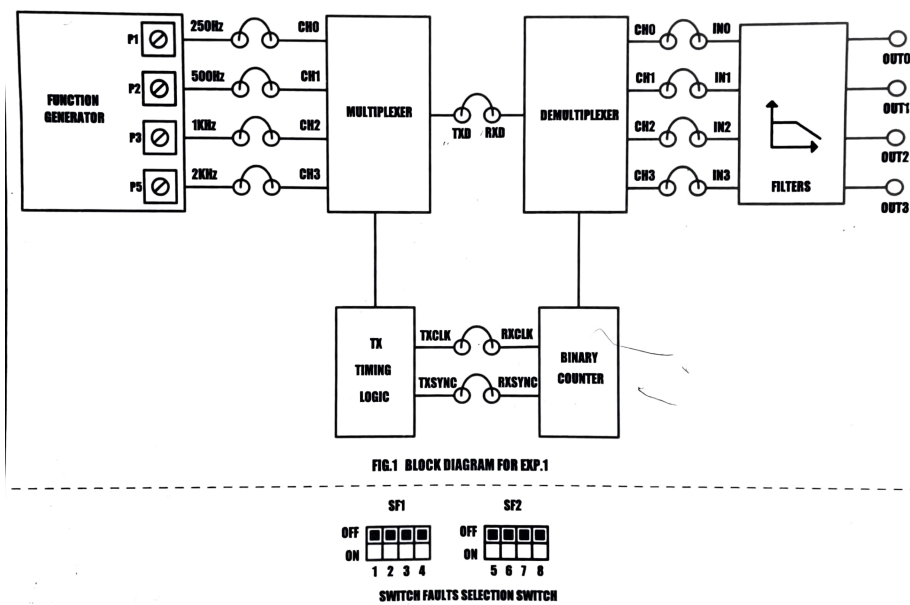 250Hz CH0 CH0 IN0
P1 OUT0
500Hz CH1 CH1 IN1
P2 OUT1
FUNCTION
GENERATOR
MULTIPLEXER
DEMULTIPLEXER
TXD RXD
1KHz CH2 CH2 IN2
P3 OUT2
2KHz CH3 CH3 IN3
P5 FILTERS
OUT3
TXCLK RXCLK
TX
TIMING
LOGIC
BINARY
COUNTER
TXSYNC RXSYNC
FIG.1 BLOCK DIAGRAM FOR EXP.1
SF1 SF2
OFF OFF
ON ON
1 2 3 4 5 6 7 8
SWITCH FAULTS SELECTION SWITCH